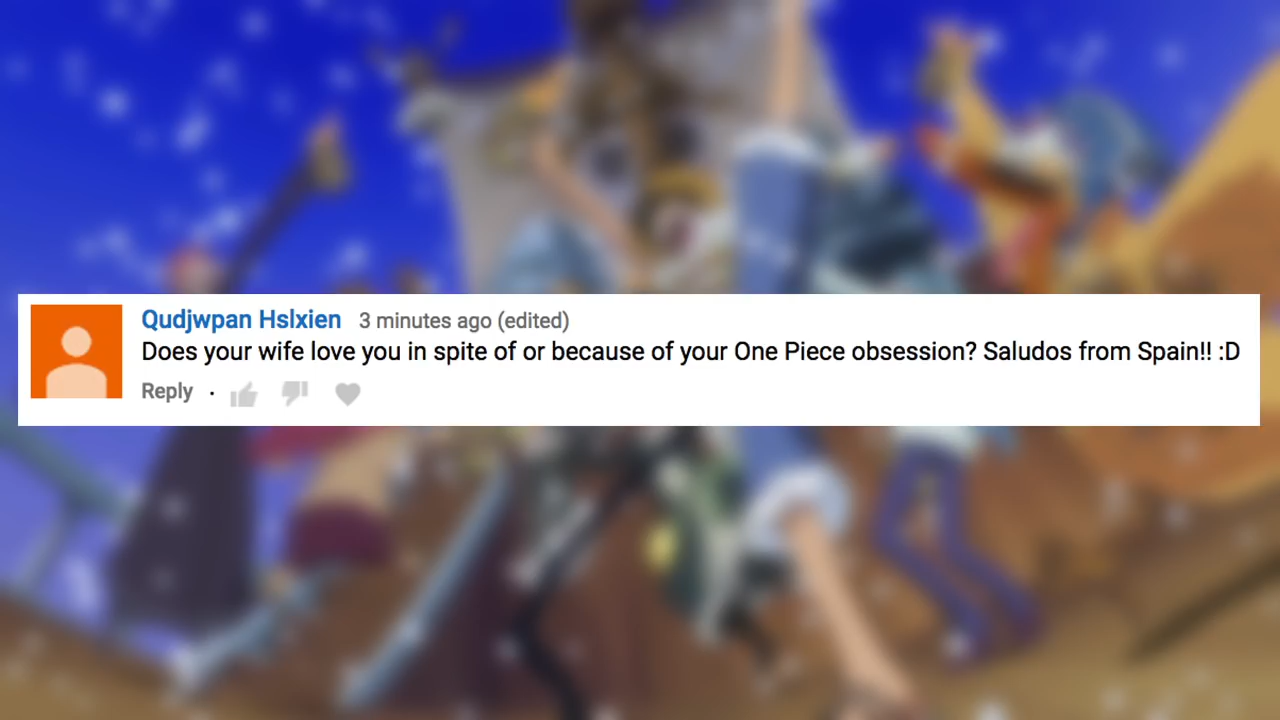 Qudjwpan Hslxien 3 minutes ago (edited)
Does your wife love you in spite of or because of your One Piece obsession? Saludos from Spain!! :D
Reply ·